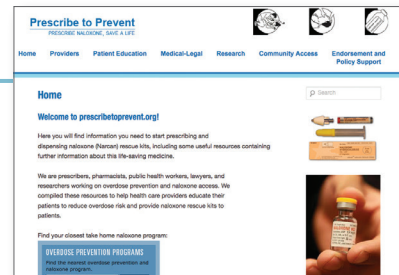 Prescribe to Prevent
PRESCRIBE NALOXONE, SAVE A LIFE
Home Providers Patient Education Medical-Legal Research Community Access Endorsement and
Policy Support
Home
Search
Welcome to prescribetoprevent.org!
Here you will find information you need to start prescribing and
dispensing naloxone (Narcan) rescue kits, including some useful resources containing
further information about this life-saving medicine.
We are prescribers, pharmacists, public health workers, lawyers, and
researchers working on overdose prevention and naloxone access. We
compiled these resources to help health care providers educate their
patients to reduce overdose risk and provide naloxone rescue kits to
patients.
Find your closest take home naloxone program:
OVERDOSE PREVENTION PROGRAMS
Find the nearest overdose prevention and
naloxone program.